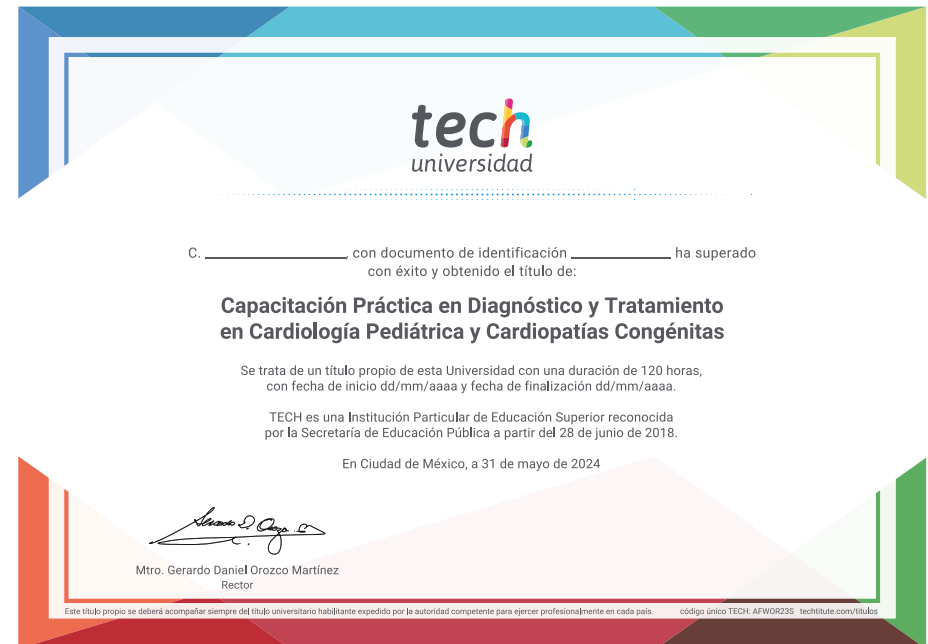 tech
universidad
C. ____________, con documento de identificación _________ ha superado
con éxito y obtenido el título de:
Capacitación Práctica en Diagnóstico y Tratamiento
en Cardiología Pediátrica y Cardiopatías Congénitas
Se trata de un título propio de esta Universidad con una duración de 120 horas,
con fecha de inicio dd/mm/aaaa y fecha de finalización dd/mm/aaaa.
TECH es una Institución Particular de Educación Superior reconocida
por la Secretaría de Educación Pública a partir del 28 de junio de 2018.
En Ciudad de México, a 31 de mayo de 2024
Mtro. Gerardo Daniel Orozco Martínez
Rector
Este título propio se deberá acompañar siempre del título universitario habilitante expedido por la autoridad competente para ejercer profesionalmente en cada país. código único TECH: AFWOR23S techtitute.com/titulos